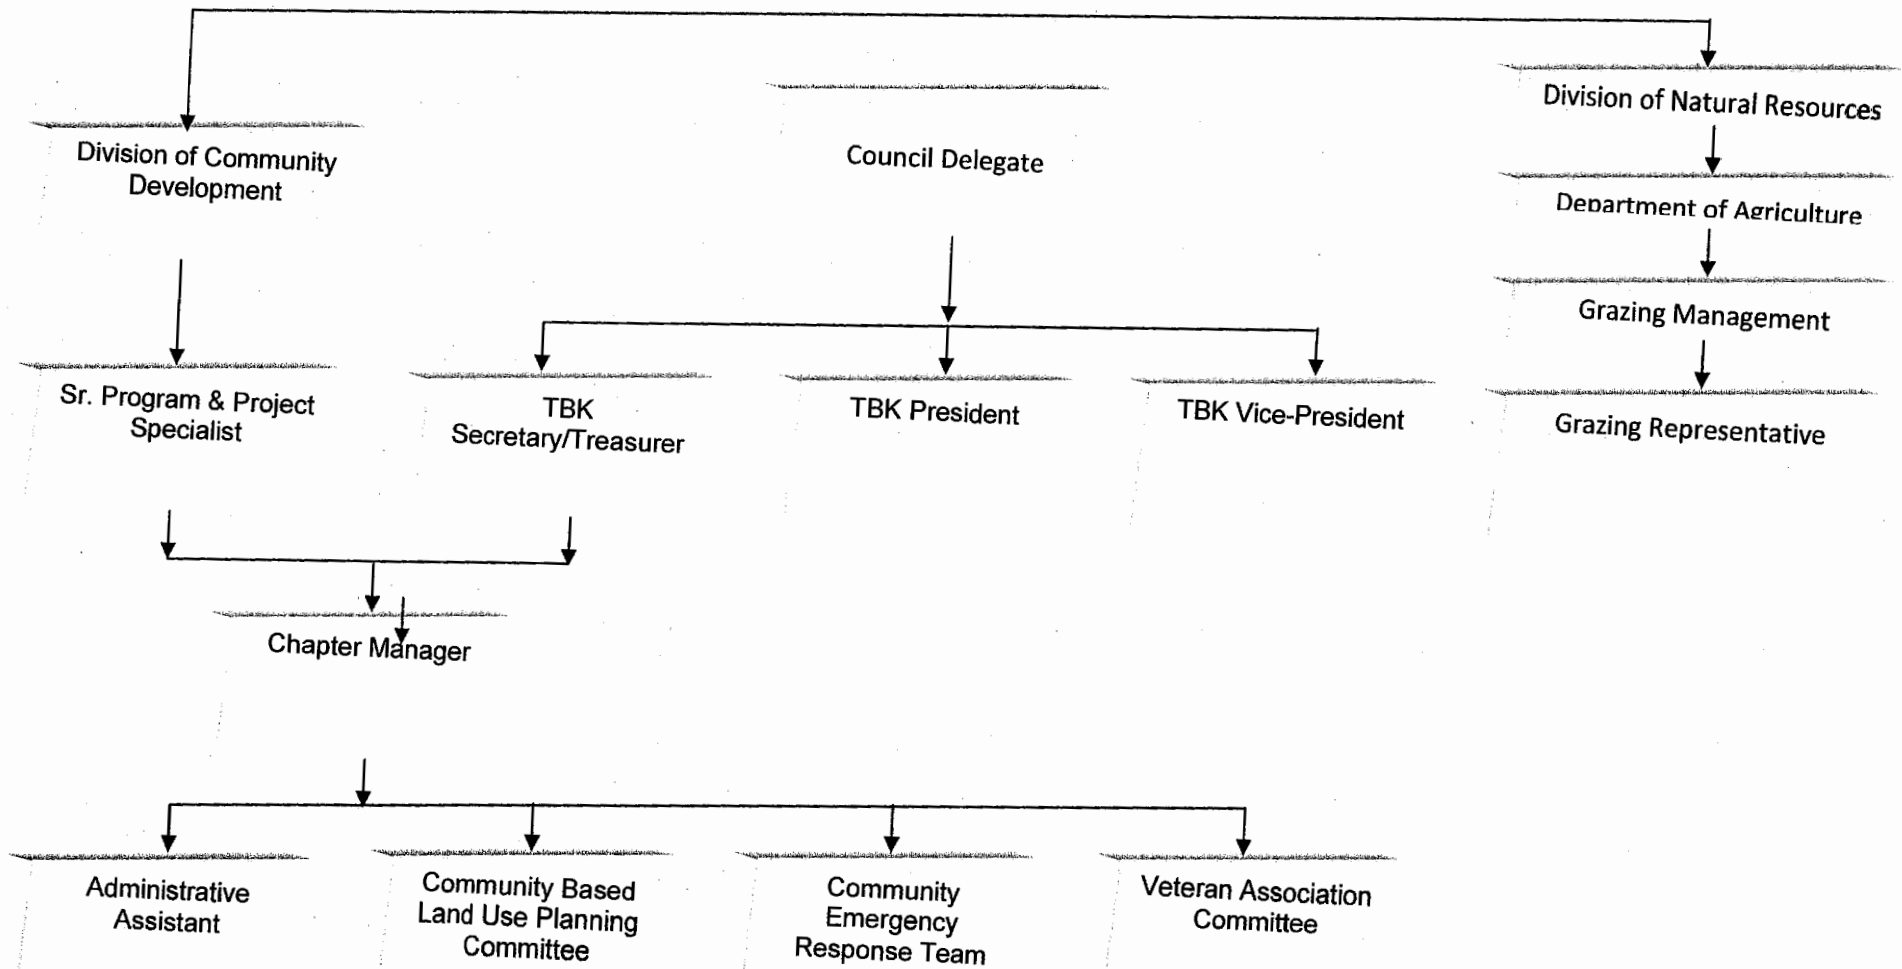 Division of Community
Development
Council Delegate
Division of Natural Resources
Department of Agriculture
Grazing Management
Grazing Representative
Sr. Program & Project
Specialist
TBK
Secretary/Treasurer
TBK President
TBK Vice-President
Chapter Manager
Administrative
Assistant
Community Based
Land Use Planning
Committee
Community
Emergency
Response Team
Veteran Association
Committee